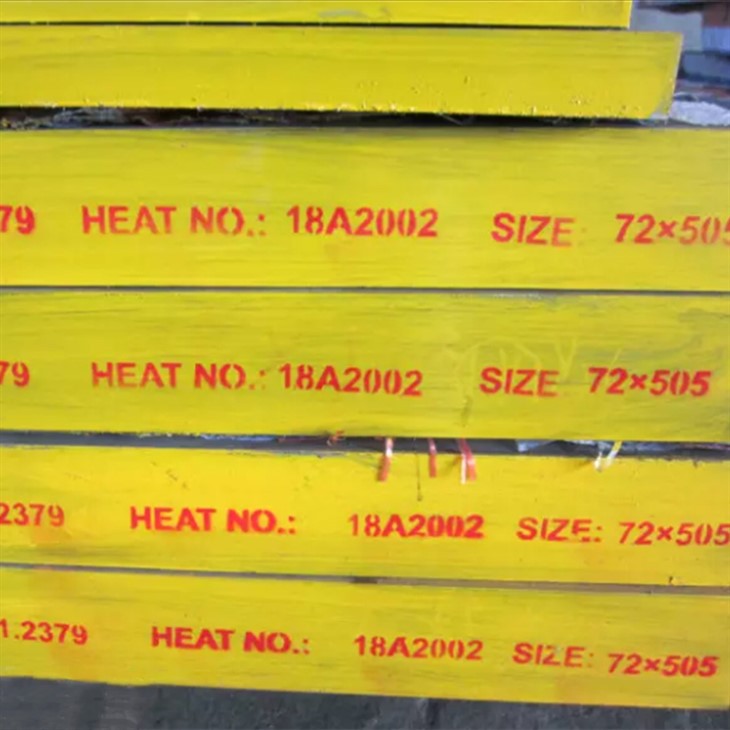 79 HEAT NO.: 18A2002 SIZE: 72×505
79 HEAT NO.: 18A2002 SIZE 72×505
2379 HEAT NO.: 18A2002 SIZE: 72×505
1.2379 HEAT NO.: 18A2002 SIZE: 72×505